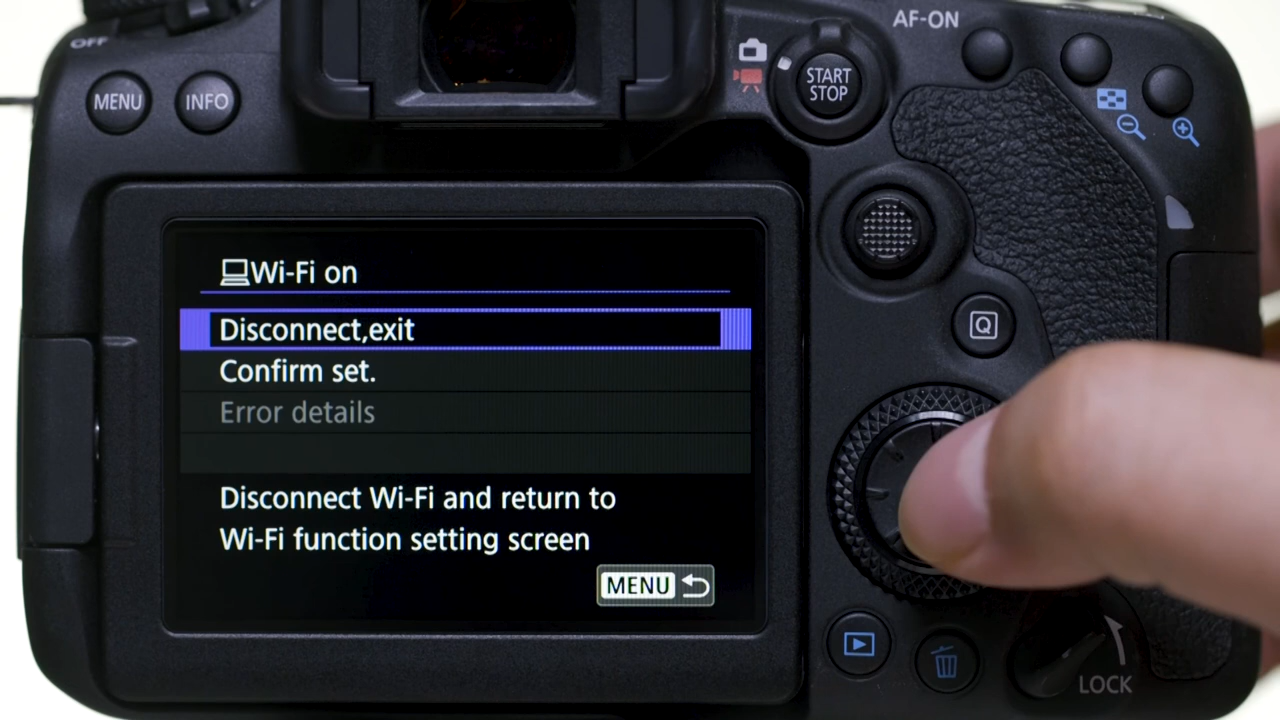 OFF
AF-ON
MENU
INFO
START
STOP
Wi-Fi on
Disconnect,exit
Q
Confirm set.
Error details
Disconnect Wi-Fi and return to
Wi-Fi function setting screen
MENU
LOCK